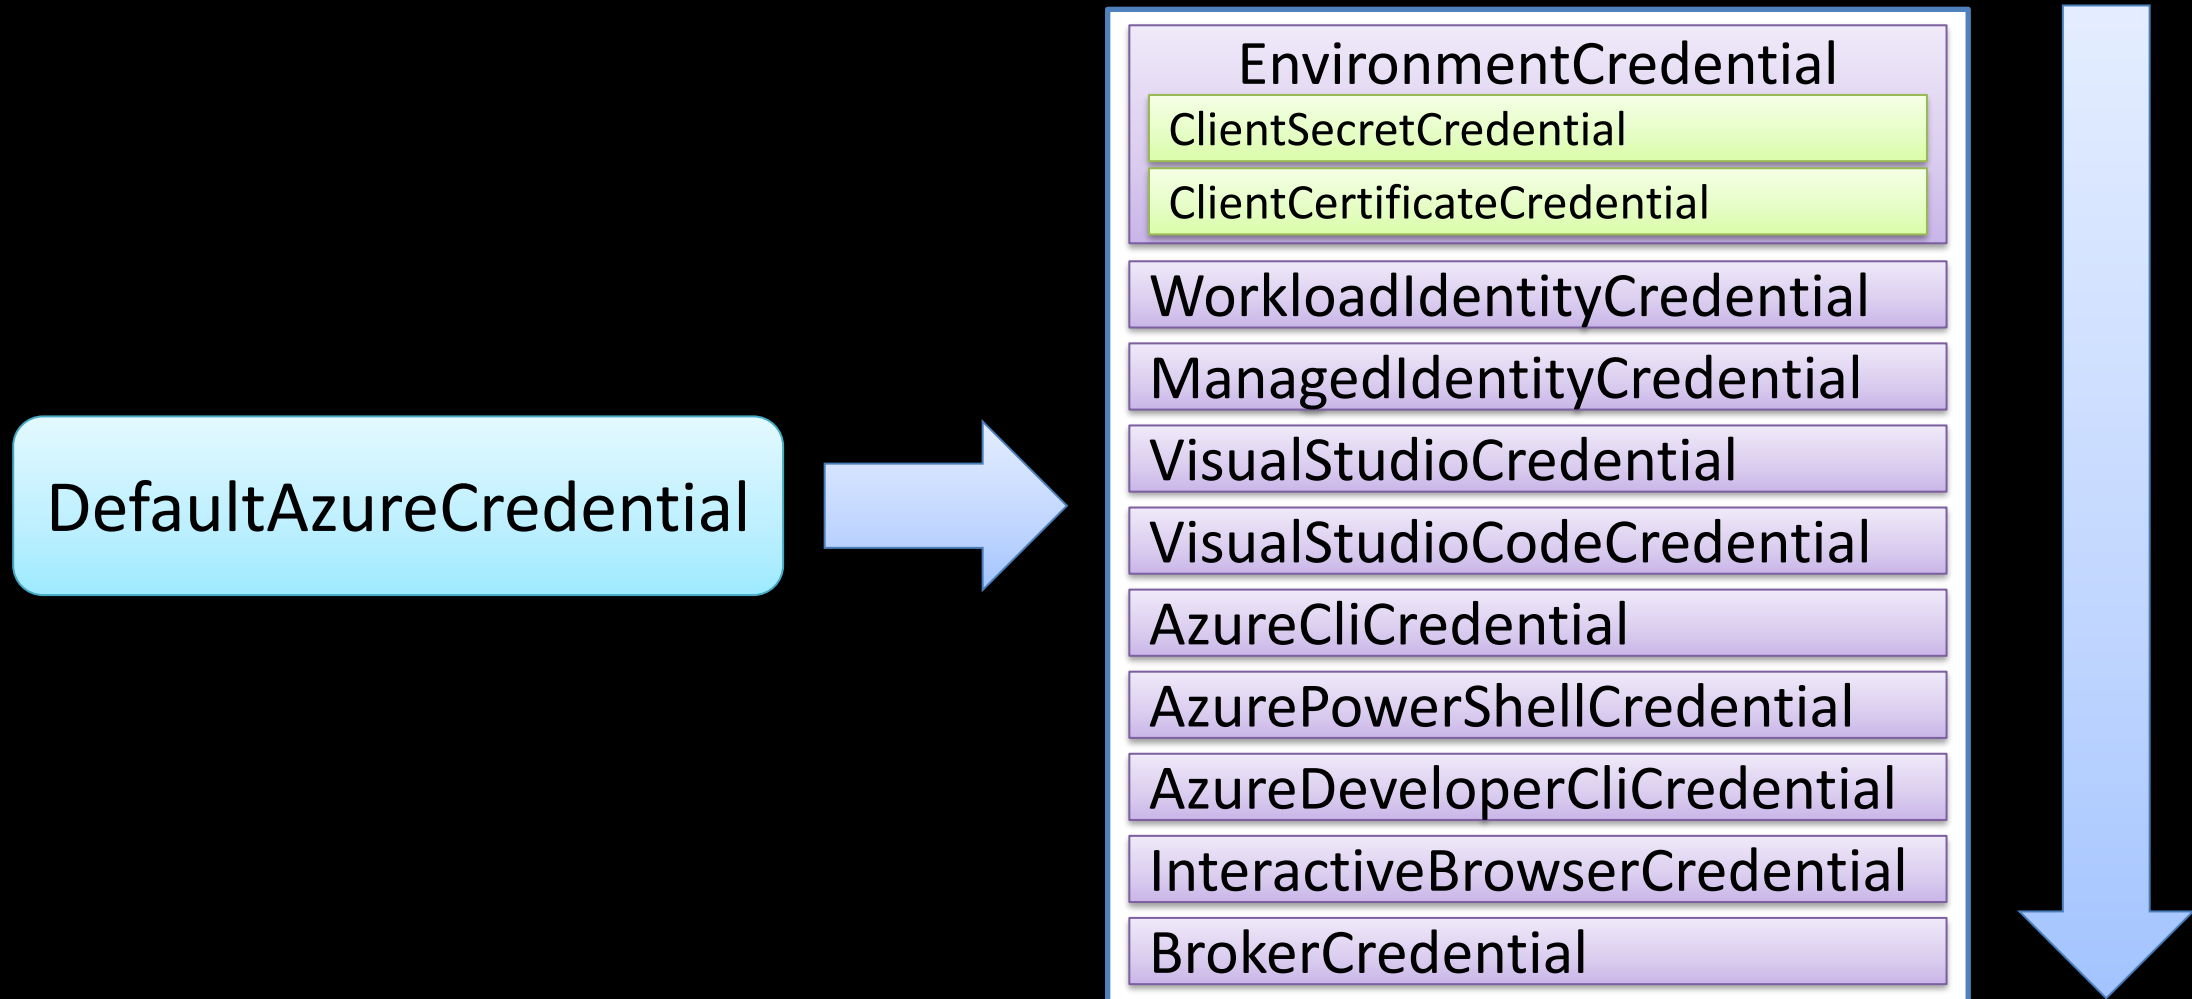 DefaultAzureCredential
EnvironmentCredential
ClientSecretCredential
ClientCertificateCredential
WorkloadIdentityCredential
ManagedIdentityCredential
VisualStudioCredential
VisualStudioCodeCredential
AzureCliCredential
AzurePowerShellCredential
AzureDeveloperCliCredential
InteractiveBrowserCredential
BrokerCredential